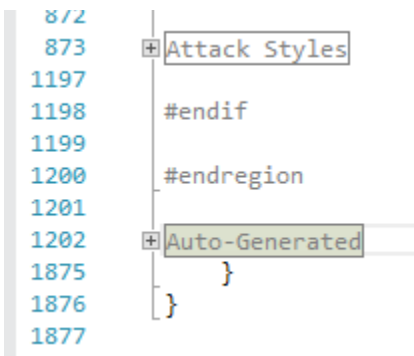 872
873 Attack Styles
1197
1198 #endif
1199
1200 #endregion
1201
1202 Auto-Generated
1875 }
1876 }
1877